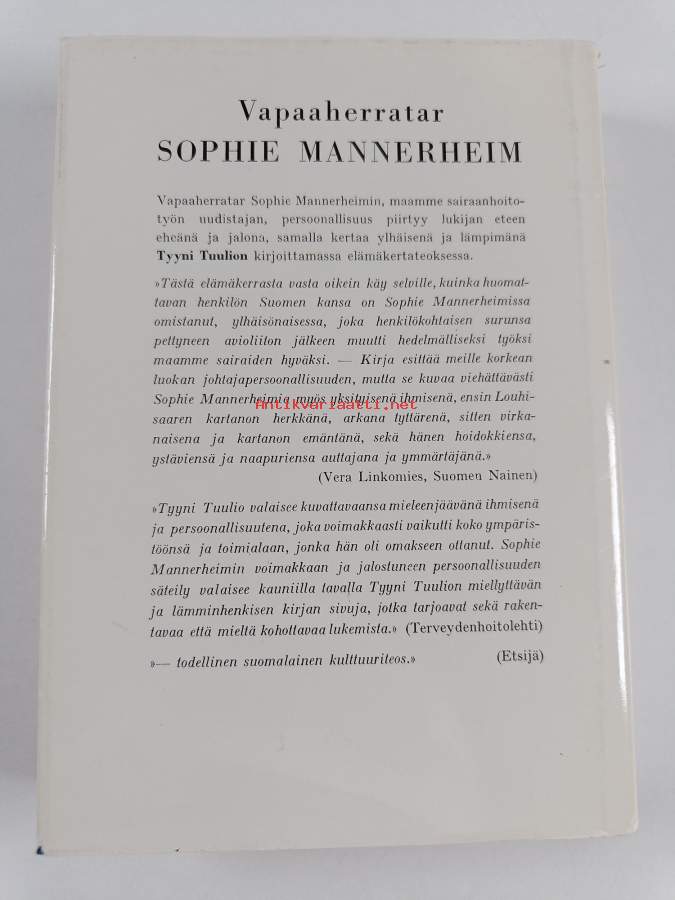 Vapaaherratar
SOPHIE MANNERHEIM
Vapaaherratar Sophie Mannerheimin, maamme sairaanhoito-
työn uudistajan, persoonallisuus piirtyy lukijan eteen
eheänä ja jalona, samalla kertaa ylhäisenä ja lämpimänä
Tyyni Tuulion kirjoittamassa elämäkertateoksessa.
»Tästä elämäkerrasta vasta oikein käy selville, kuinka huomat-
tavan henkilön Suomen kansa on Sophie Mannerheimissa
omistanut, ylhäisönaisessa, joka henkilökohtaisen surunsa
pettyneen avioliiton jälkeen muutti hedelmälliseksi työksi
maamme sairaiden hyväksi. — Kirja esittää meille korkean
luokan johtajapersoonallisuuden, mutta se kuvaa viehättävästi
Sophie Mannerheimia myös yksityisenä ihmisenä, ensin Louhi-
Antikvariaatti.net
saaren kartanon herkkänä, arkana tyttärenä, sitten virka-
naisena ja kartanon emäntänä, sekä hänen hoidokkiensa,
ystäviensä ja naapuriensa auttajana ja ymmärtäjänä.»
(Vera Linkomies, Suomen Nainen)
»Tyyni Tuulio valaisee kuvattavaansa mieleenjäävänä ihmisenä
ja persoonallisuutena, joka voimakkaasti vaikutti koko ympäris-
töönsä ja toimialaan, jonka hän oli omakseen ottanut. Sophie
Mannerheimin voimakkaan ja jalostuneen persoonallisuuden
säteily valaisee kauniilla tavalla Tyyni Tuulion miellyttävän
ja lämminhenkisen kirjan sivuja, jotka tarjoavat sekä raken-
tavaa että mieltä kohottavaa lukemista.» (Terveydenhoitolehti)
»— todellinen suomalainen kulttuuriteos.» (Etsijä)